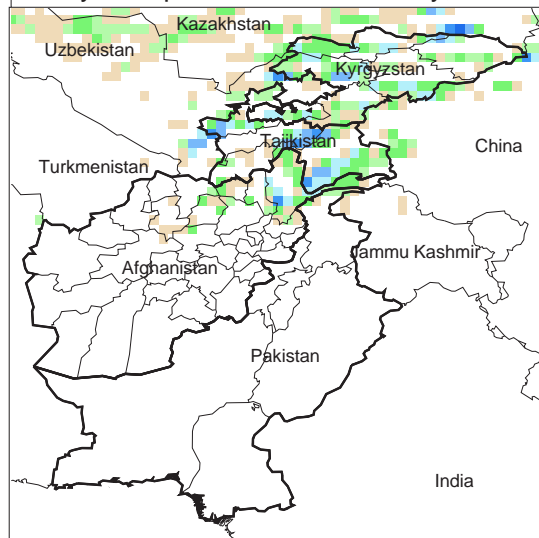 Kazakhstan
Uzbekistan
Kyrgyzstan
Tajikistan
China
Turkmenistan
Jammu Kashmir
Afghanistan
Pakistan
India